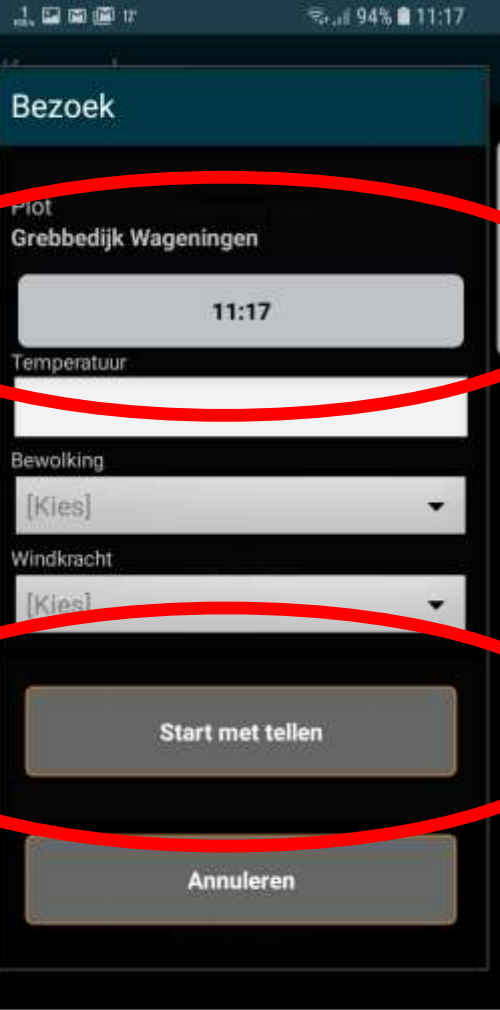 94% 11:17
Bezoek
Plot
Grebbedijk Wageningen
11:17
Temperatuur
Bewolking
[Kies]
Windkracht
[Kies]
Start met tellen
Annuleren